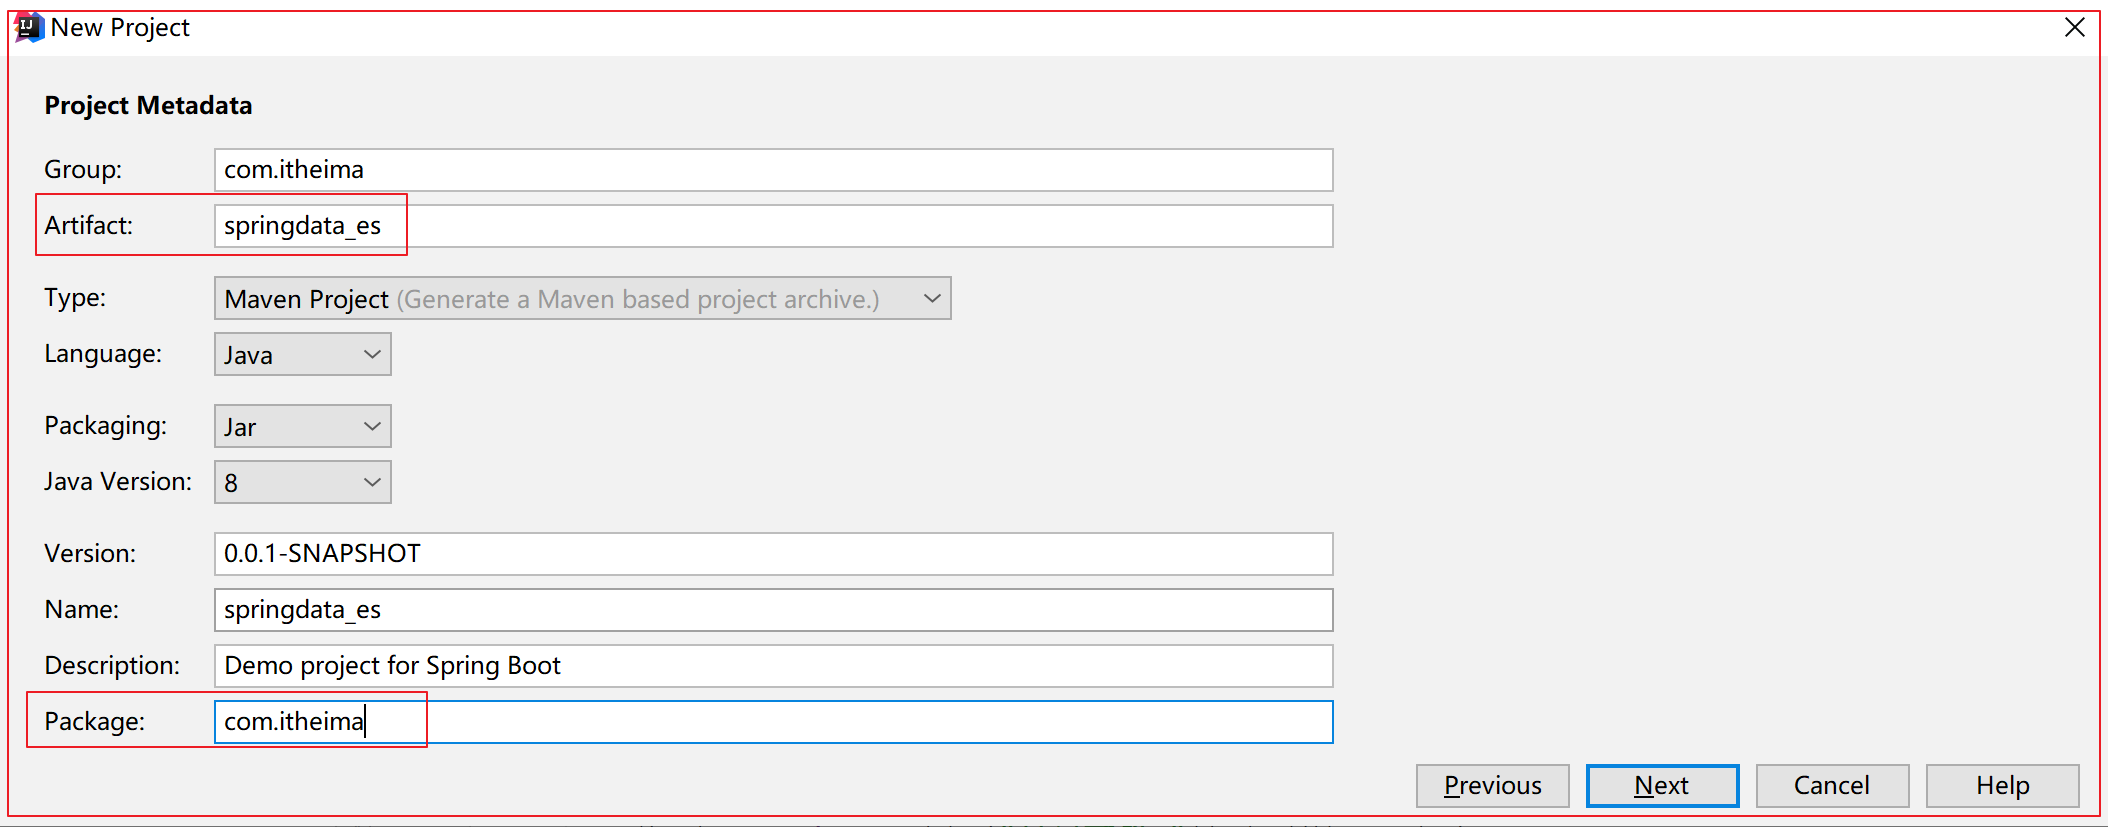 New Project
Project Metadata
Group: com.itheima
Artifact: springdata_es
Type: Maven Project (Generate a Maven based project archive.)
Language: Java
Packaging: Jar
Java Version: 8
Version: 0.0.1-SNAPSHOT
Name: springdata_es
Description: Demo project for Spring Boot
Package: com.itheima
Previous Next Cancel Help